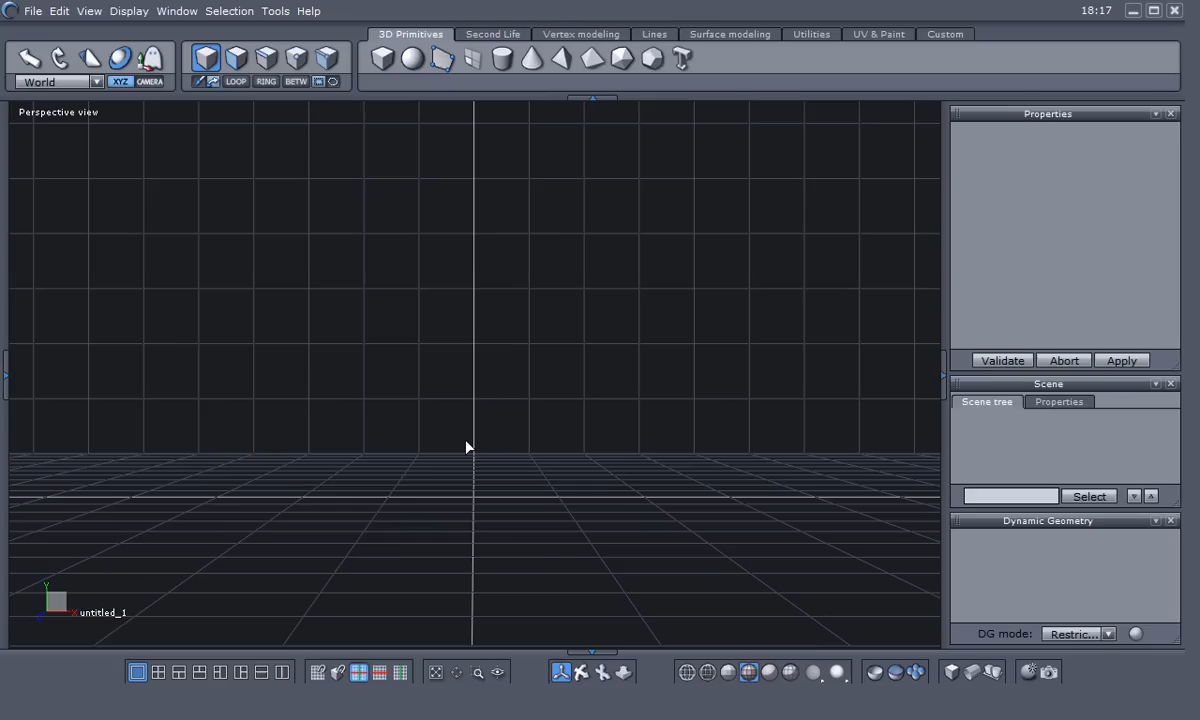 File Edit View Display Window Selection Tools Help 18:17
3D Primitives Second Life Vertex modeling Lines Surface modeling Utilities UV & Paint Custom
World XYZ CAMERA LOOP RING BETW
Perspective view
Properties
Validate Abort Apply
Scene
Scene tree Properties
Select
Dynamic Geometry
Y
X
untitled_1
DG mode: Restric...